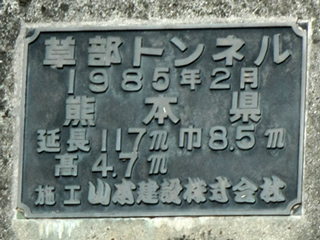 草部トンネル
1985年2月
熊本県
延長117m巾8.5m
高4.7m
施工山本建設株式会社